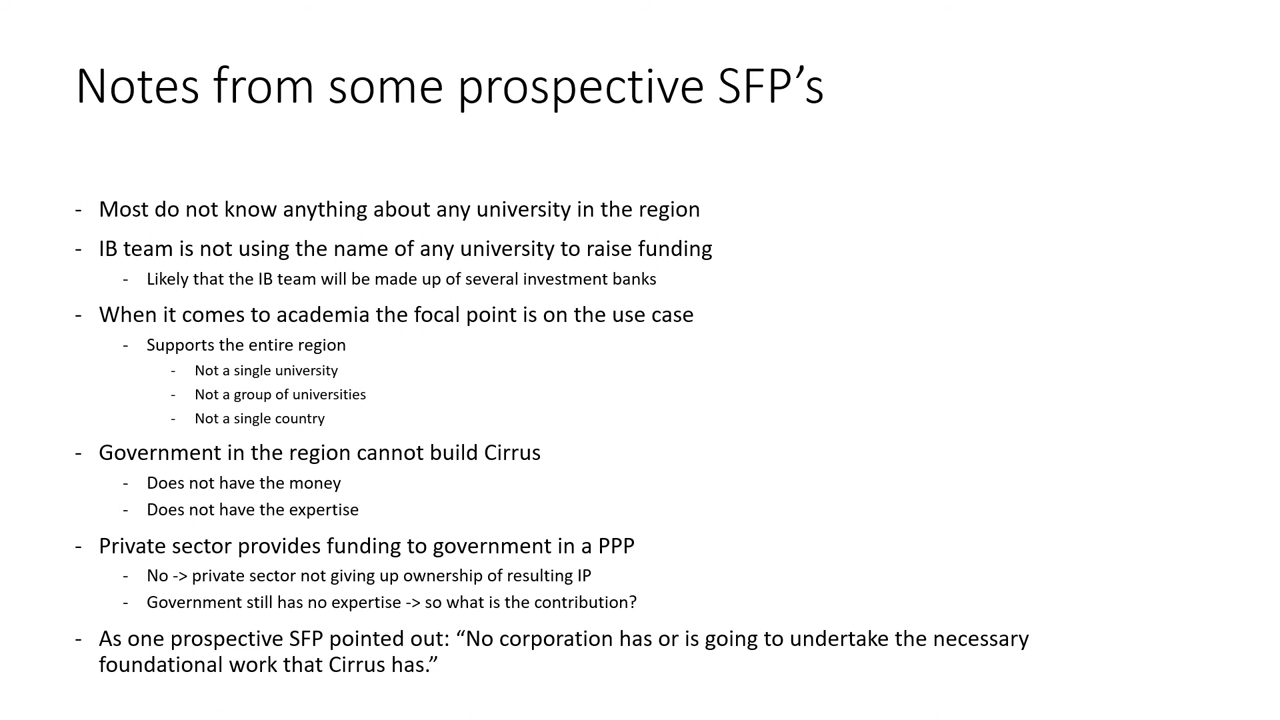 Notes from some prospective SFP’s
- Most do not know anything about any university in the region
- IB team is not using the name of any university to raise funding
- Likely that the IB team will be made up of several investment banks
- When it comes to academia the focal point is on the use case
- Supports the entire region
- Not a single university
- Not a group of universities
- Not a single country
- Government in the region cannot build Cirrus
- Does not have the money
- Does not have the expertise
- Private sector provides funding to government in a PPP
- No -> private sector not giving up ownership of resulting IP
- Government still has no expertise -> so what is the contribution?
- As one prospective SFP pointed out: “No corporation has or is going to undertake the necessary
foundational work that Cirrus has.”